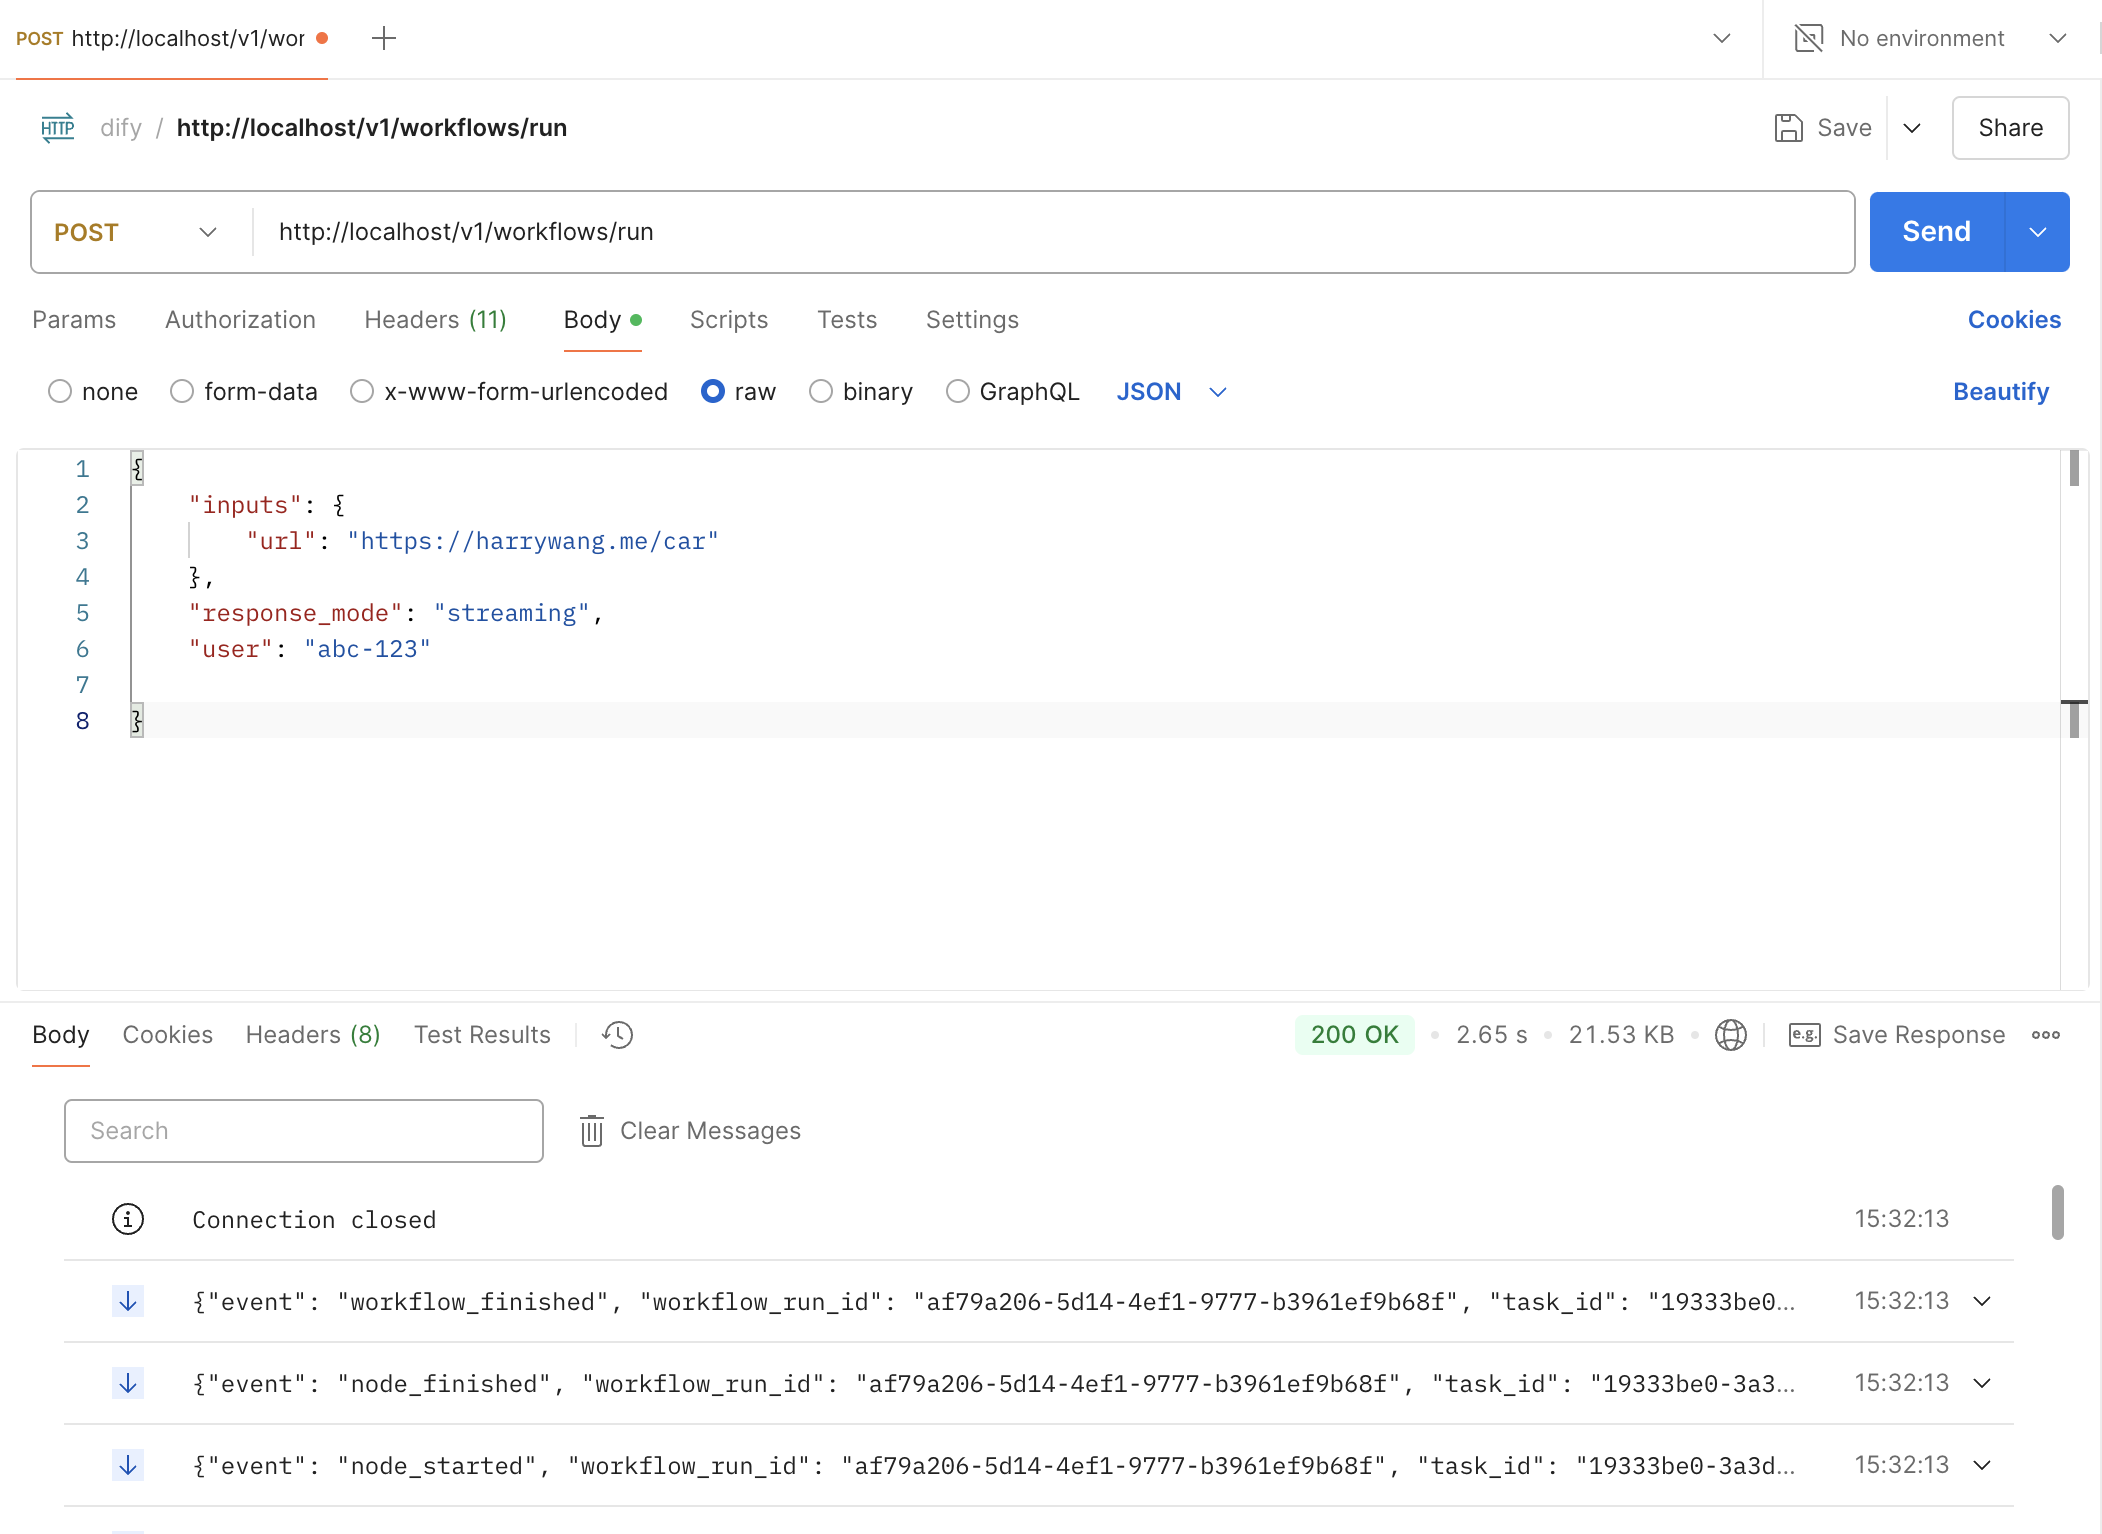 POST http://localhost/v1/wor
No environment
HTTP dify / http://localhost/v1/workflows/run
Save
Share
POST http://localhost/v1/workflows/run
Send
Params Authorization Headers (11) Body Scripts Tests Settings Cookies
none form-data x-www-form-urlencoded raw binary GraphQL JSON Beautify
1 {
2 "inputs": {
3 "url": "https://harrywang.me/car"
4 },
5 "response_mode": "streaming",
6 "user": "abc-123"
7
8 }
Body Cookies Headers (8) Test Results 200 OK • 2.65 s • 21.53 KB • e.g. Save Response
Search Clear Messages
Connection closed 15:32:13
{"event": "workflow_finished", "workflow_run_id": "af79a206-5d14-4ef1-9777-b3961ef9b68f", "task_id": "19333be0... 15:32:13
{"event": "node_finished", "workflow_run_id": "af79a206-5d14-4ef1-9777-b3961ef9b68f", "task_id": "19333be0-3a3... 15:32:13
{"event": "node_started", "workflow_run_id": "af79a206-5d14-4ef1-9777-b3961ef9b68f", "task_id": "19333be0-3a3d... 15:32:13